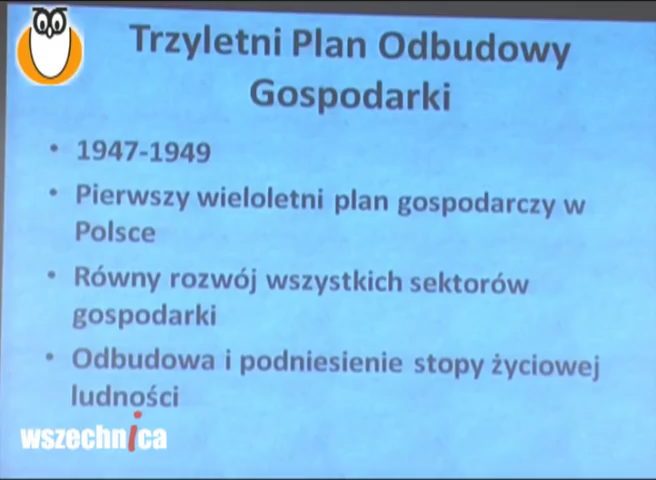 Trzyletni Plan Odbudowy
Gospodarki
• 1947-1949
• Pierwszy wieloletni plan gospodarczy w
Polsce
• Równy rozwój wszystkich sektorów
gospodarki
• Odbudowa i podniesienie stopy życiowej
ludności
wszechnica